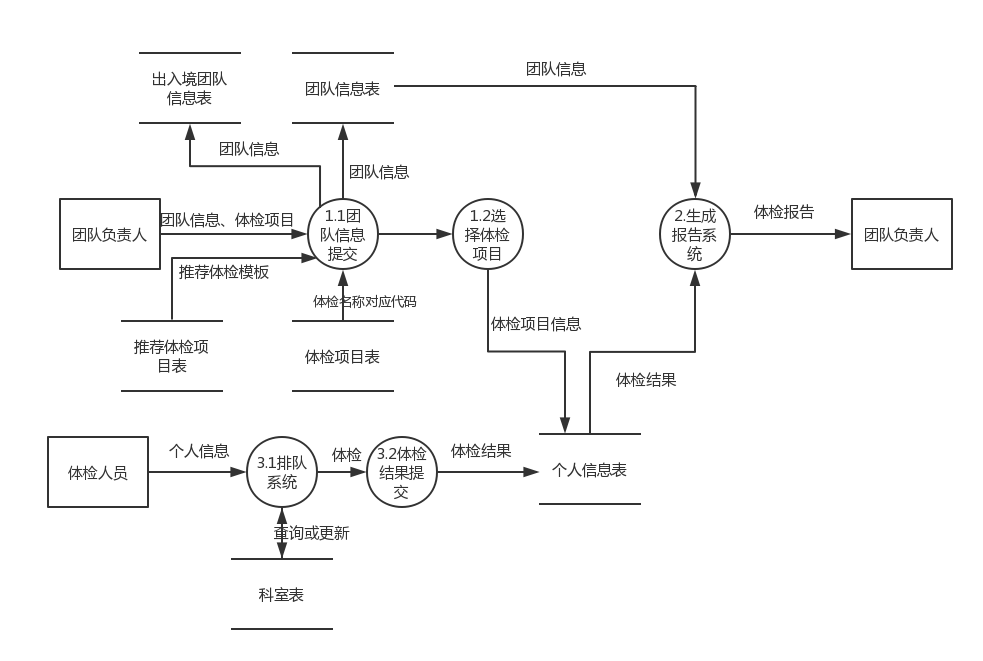 出入境团队
信息表
团队信息表
团队信息
团队信息
团队信息
团队负责人
团队信息、体检项目
1.1团
队信息
提交
1.2选
择体检
项目
2.生成
报告系
统
体检报告
团队负责人
推荐体检模板
体检名称对应代码
推荐体检项
目表
体检项目表
体检项目信息
体检结果
体检人员
个人信息
3.1排队
系统
体检
3.2体检
结果提
交
体检结果
个人信息表
查询或更新
科室表